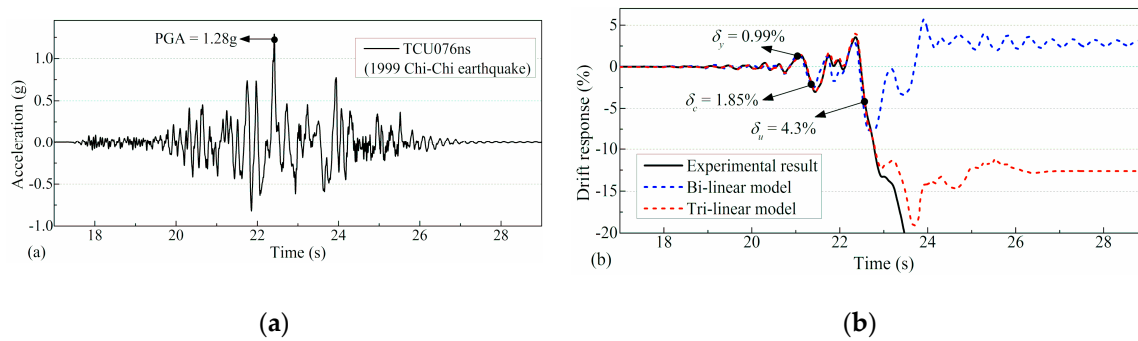 PGA = 1.28g
TCU076ns
(1999 Chi-Chi earthquake)
1.0
0.5
0.0
-0.5
-1.0
Acceleration (g)
18 20 22 24 26 28
Time (s)
(a)
(a)
δy = 0.99%
δc = 1.85%
δu = 4.3%
Experimental result
Bi-linear model
Tri-linear model
5
0
-5
-10
-15
-20
Drift response (%)
18 20 22 24 26 28
Time (s)
(b)
(b)